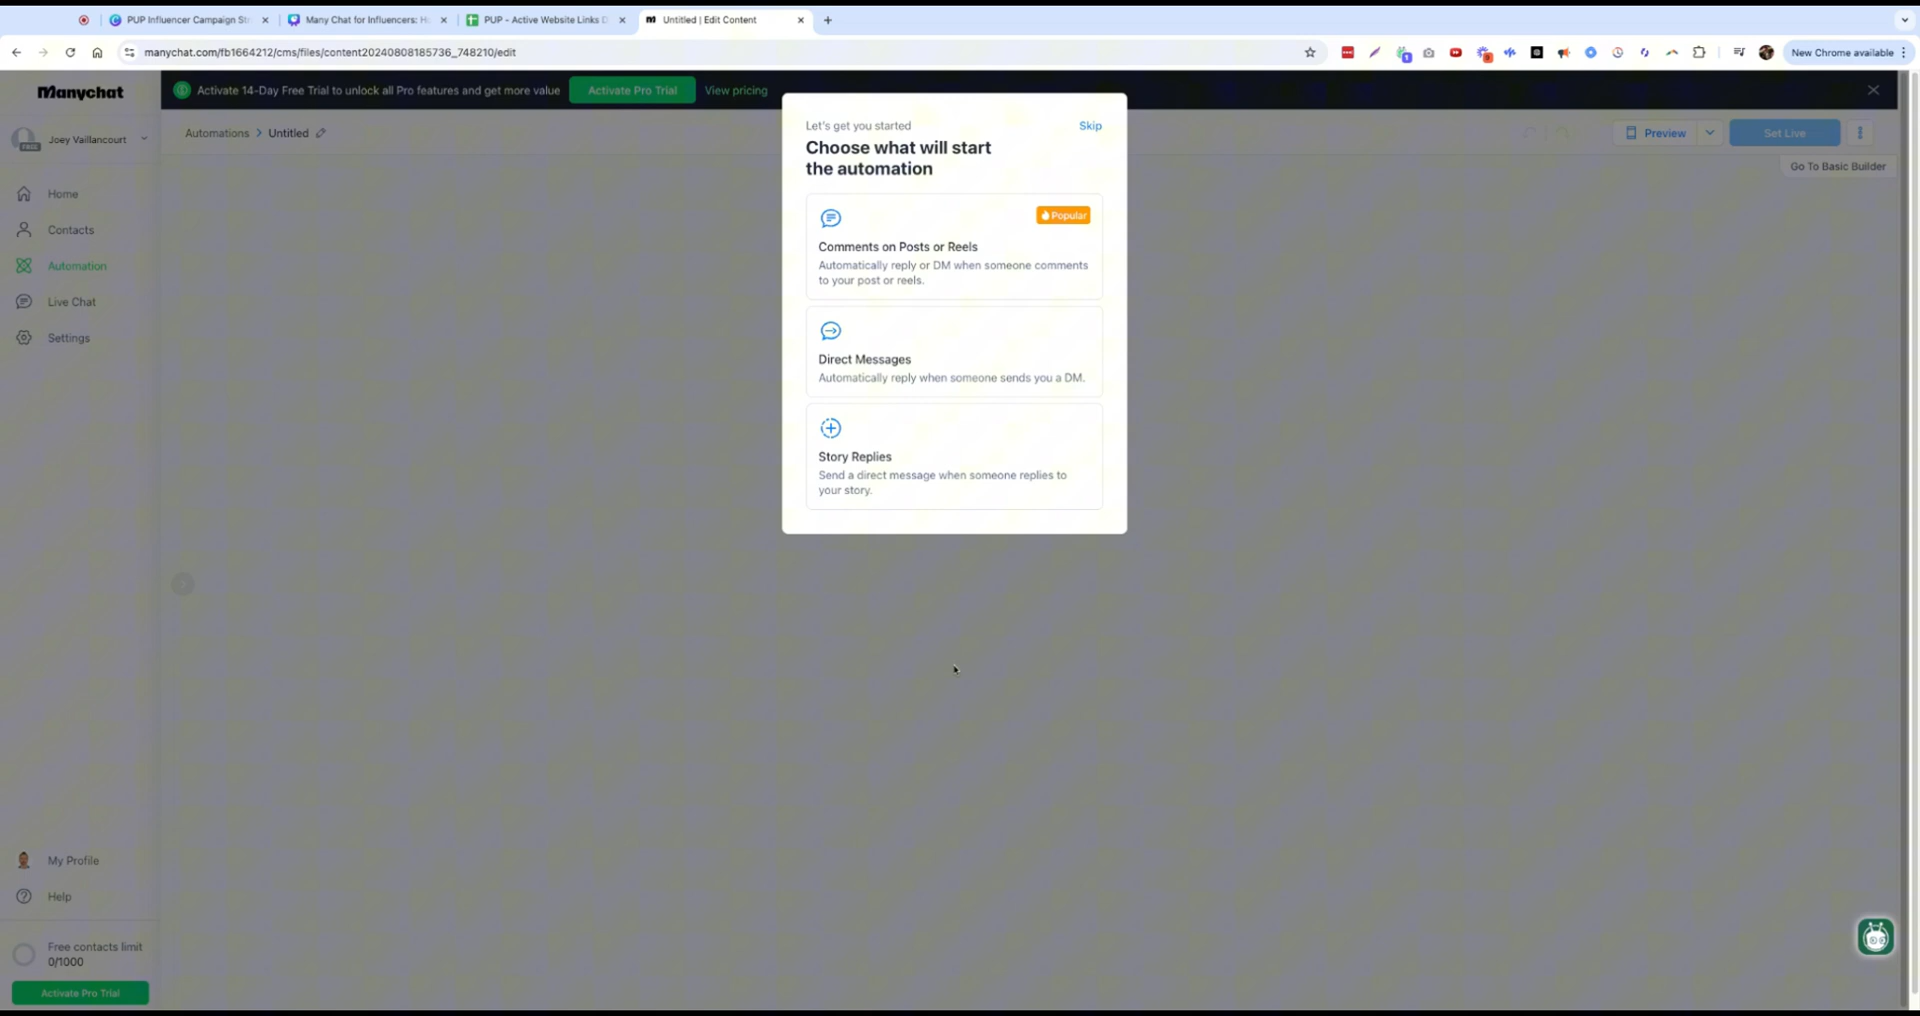 PUP Influencer Campaign Str
Many Chat for Influencers: Ho
PUP - Active Website Links D
Untitled | Edit Content
manychat.com/fb1664212/cms/files/content20240808185736_748210/edit
New Chrome available
Manychat
Activate 14-Day Free Trial to unlock all Pro features and get more value
Activate Pro Trial
View pricing
Joey Vaillancourt
FREE
Automations
Untitled
Preview
Set Live
Go To Basic Builder
Home
Contacts
Automation
Live Chat
Settings
Let's get you started
Skip
Choose what will start
the automation
Popular
Comments on Posts or Reels
Automatically reply or DM when someone comments
to your post or reels.
Direct Messages
Automatically reply when someone sends you a DM.
Story Replies
Send a direct message when someone replies to
your story.
My Profile
Help
Free contacts limit
0/1000
Activate Pro Trial